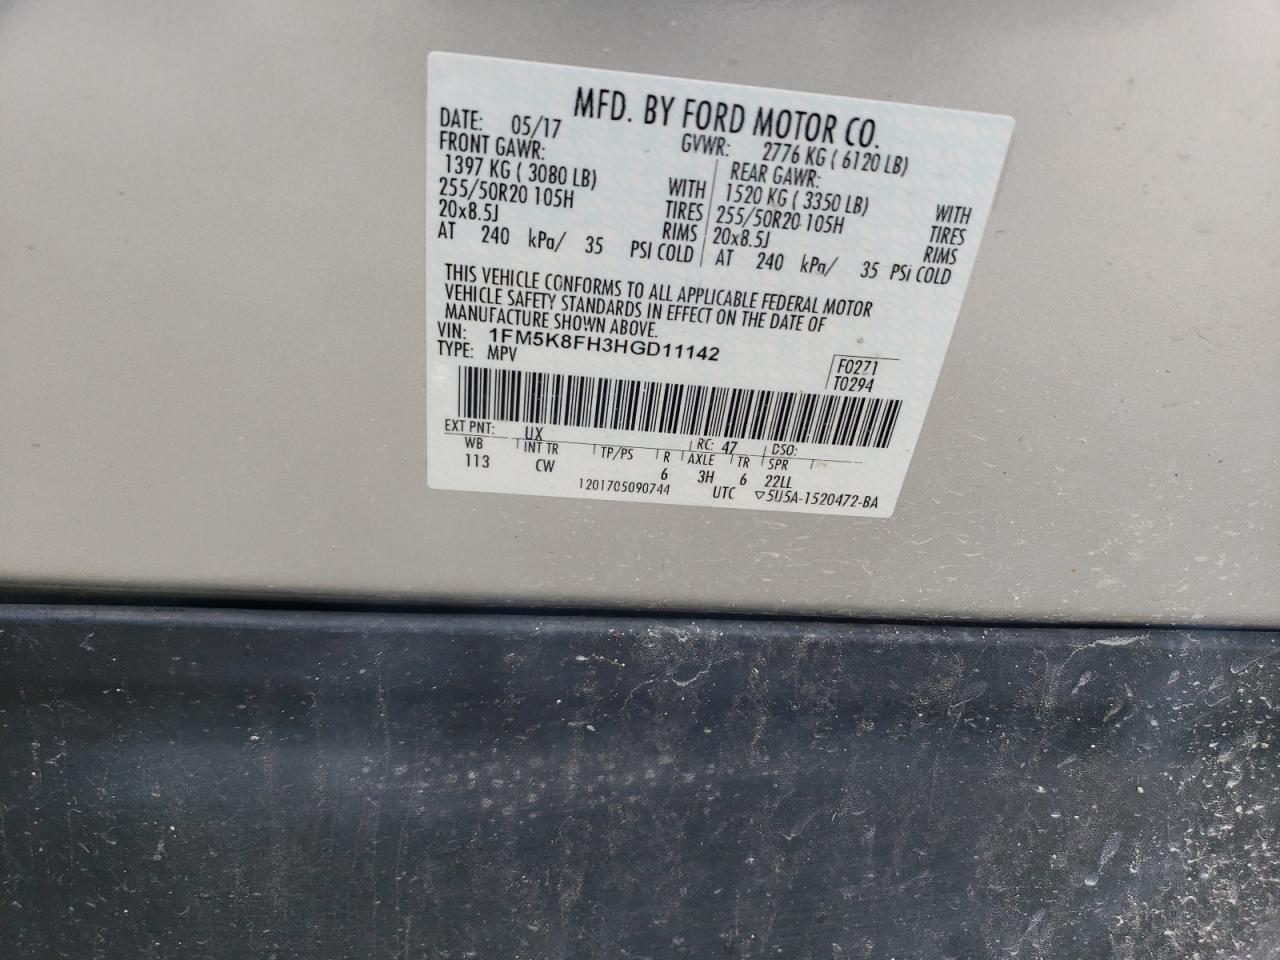 MFD. BY FORD MOTOR CO.
DATE: 05/17 GVWR: 2776 KG ( 6120 LB)
FRONT GAWR: REAR GAWR:
1397 KG ( 3080 LB) WITH 1520 KG ( 3350 LB) WITH
255/50R20 105H TIRES 255/50R20 105H TIRES
20x8.5J RIMS 20x8.5J RIMS
AT 240 kPa/ 35 PSI COLD AT 240 kPa/ 35 PSi COLD
THIS VEHICLE CONFORMS TO ALL APPLICABLE FEDERAL MOTOR
VEHICLE SAFETY STANDARDS IN EFFECT ON THE DATE OF
MANUFACTURE SHOWN ABOVE.
VIN: 1FM5K8FH3HGD11142
TYPE: MPV
F0271
T0294
EXT PNT: UX RC: 47 DSO:
WB INT TR TP/PS R AXLE TR SPR
113 CW 6 3H 6 22LL
1201705090744 UTC ▽5U5A-1520472-BA